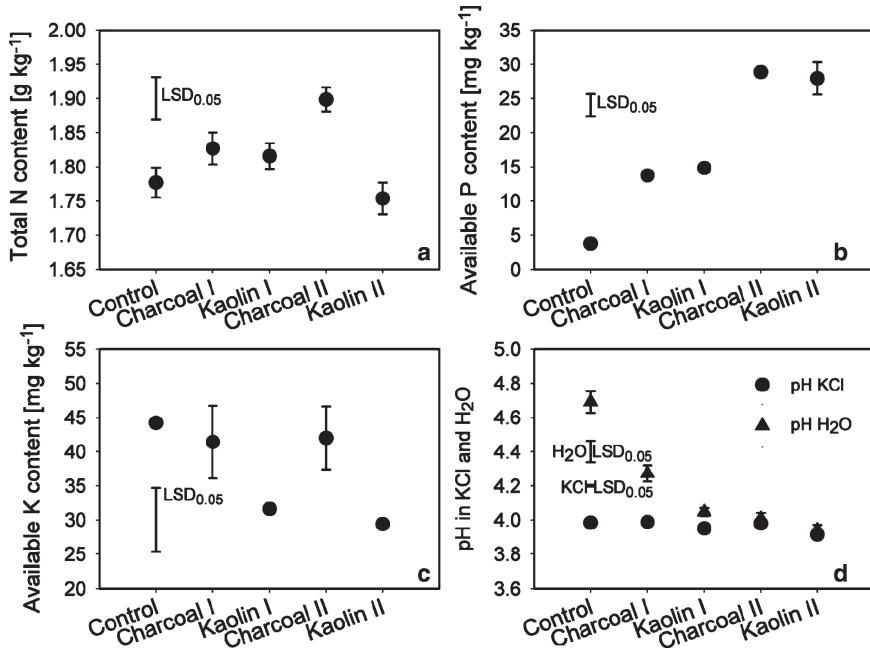 Total N content [g kg-1]
2.00
1.95
1.90
1.85
1.80
1.75
1.70
1.65
LSD0.05
a
Control
Charcoal I
Kaolin I
Charcoal II
Kaolin II
Available P content [mg kg-1]
35
30
25
20
15
10
5
0
LSD0.05
b
Control
Charcoal I
Kaolin I
Charcoal II
Kaolin II
Available K content [mg kg-1]
55
50
45
40
35
30
25
20
LSD0.05
c
Control
Charcoal I
Kaolin I
Charcoal II
Kaolin II
pH in KCl and H2O
5.0
4.8
4.6
4.4
4.2
4.0
3.8
3.6
pH KCl
pH H2O
H2O LSD0.05
KCl LSD0.05
d
Control
Charcoal I
Kaolin I
Charcoal II
Kaolin II